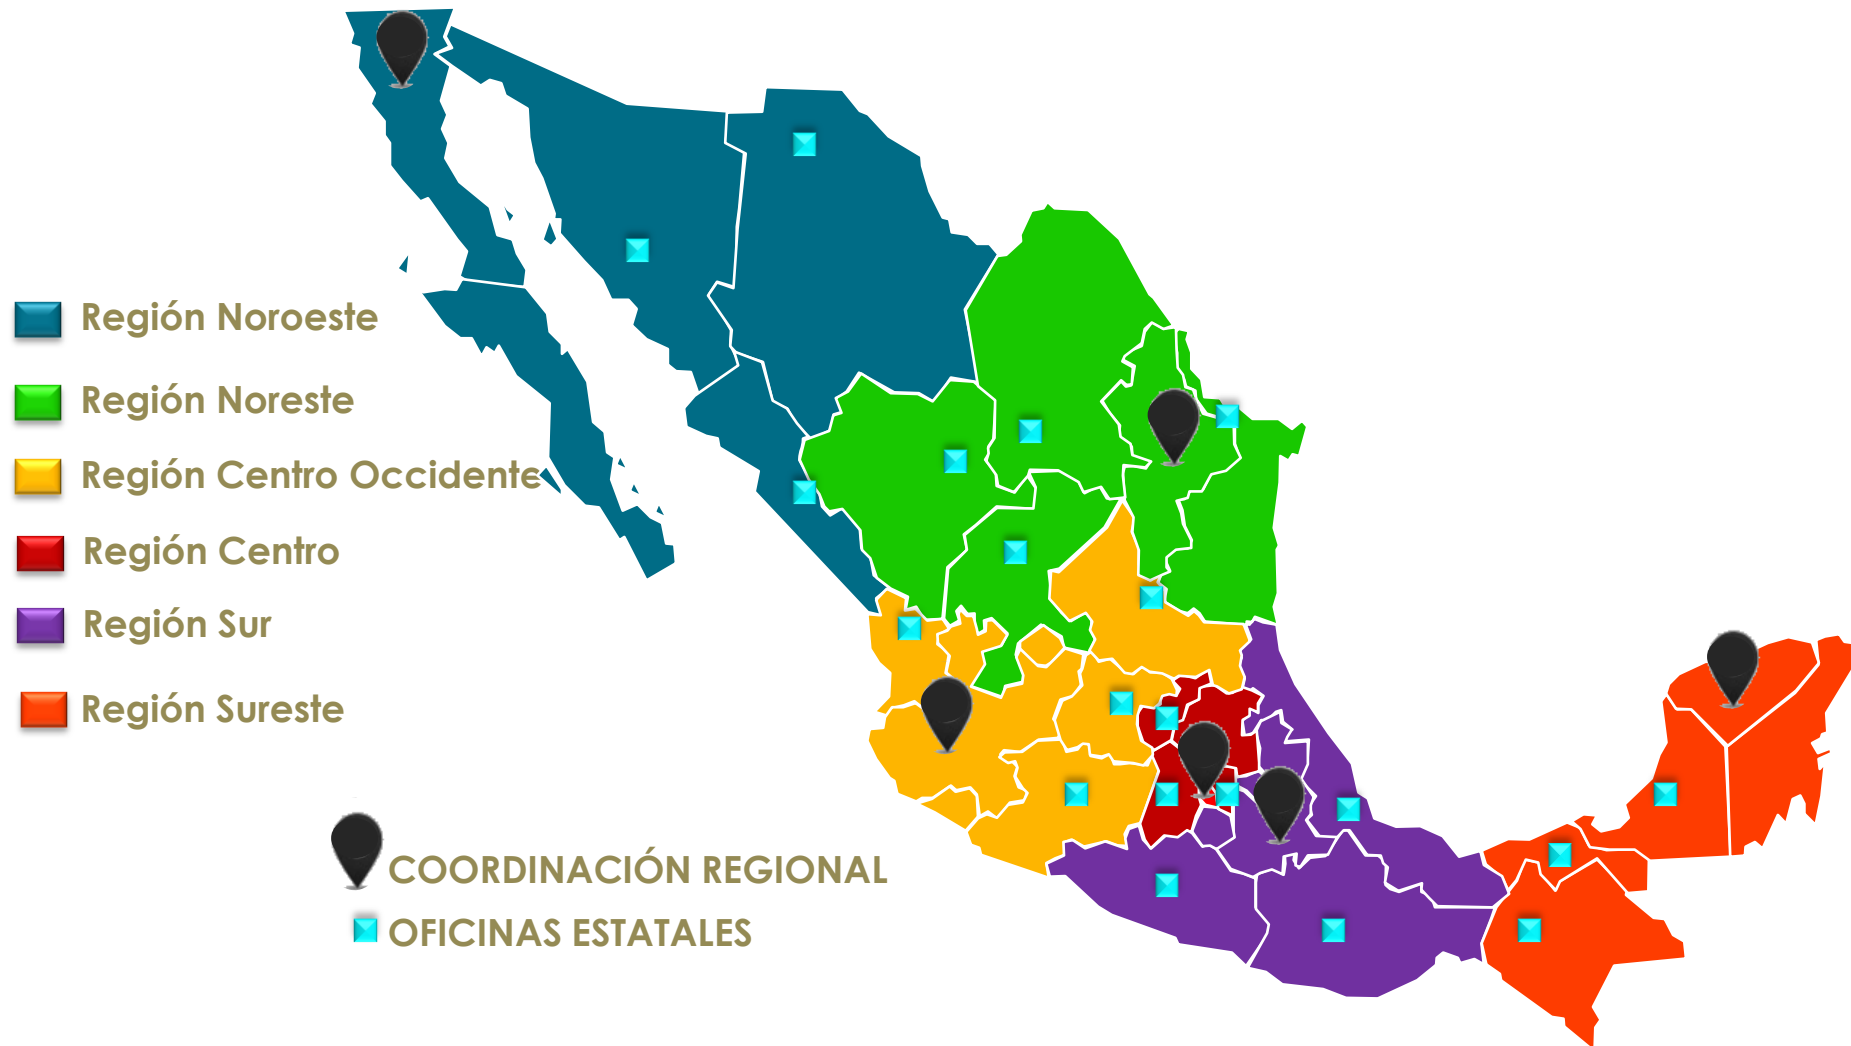 Región Noroeste
Región Noreste
Región Centro Occidente
Región Centro
Región Sur
Región Sureste
COORDINACIÓN REGIONAL
OFICINAS ESTATALES